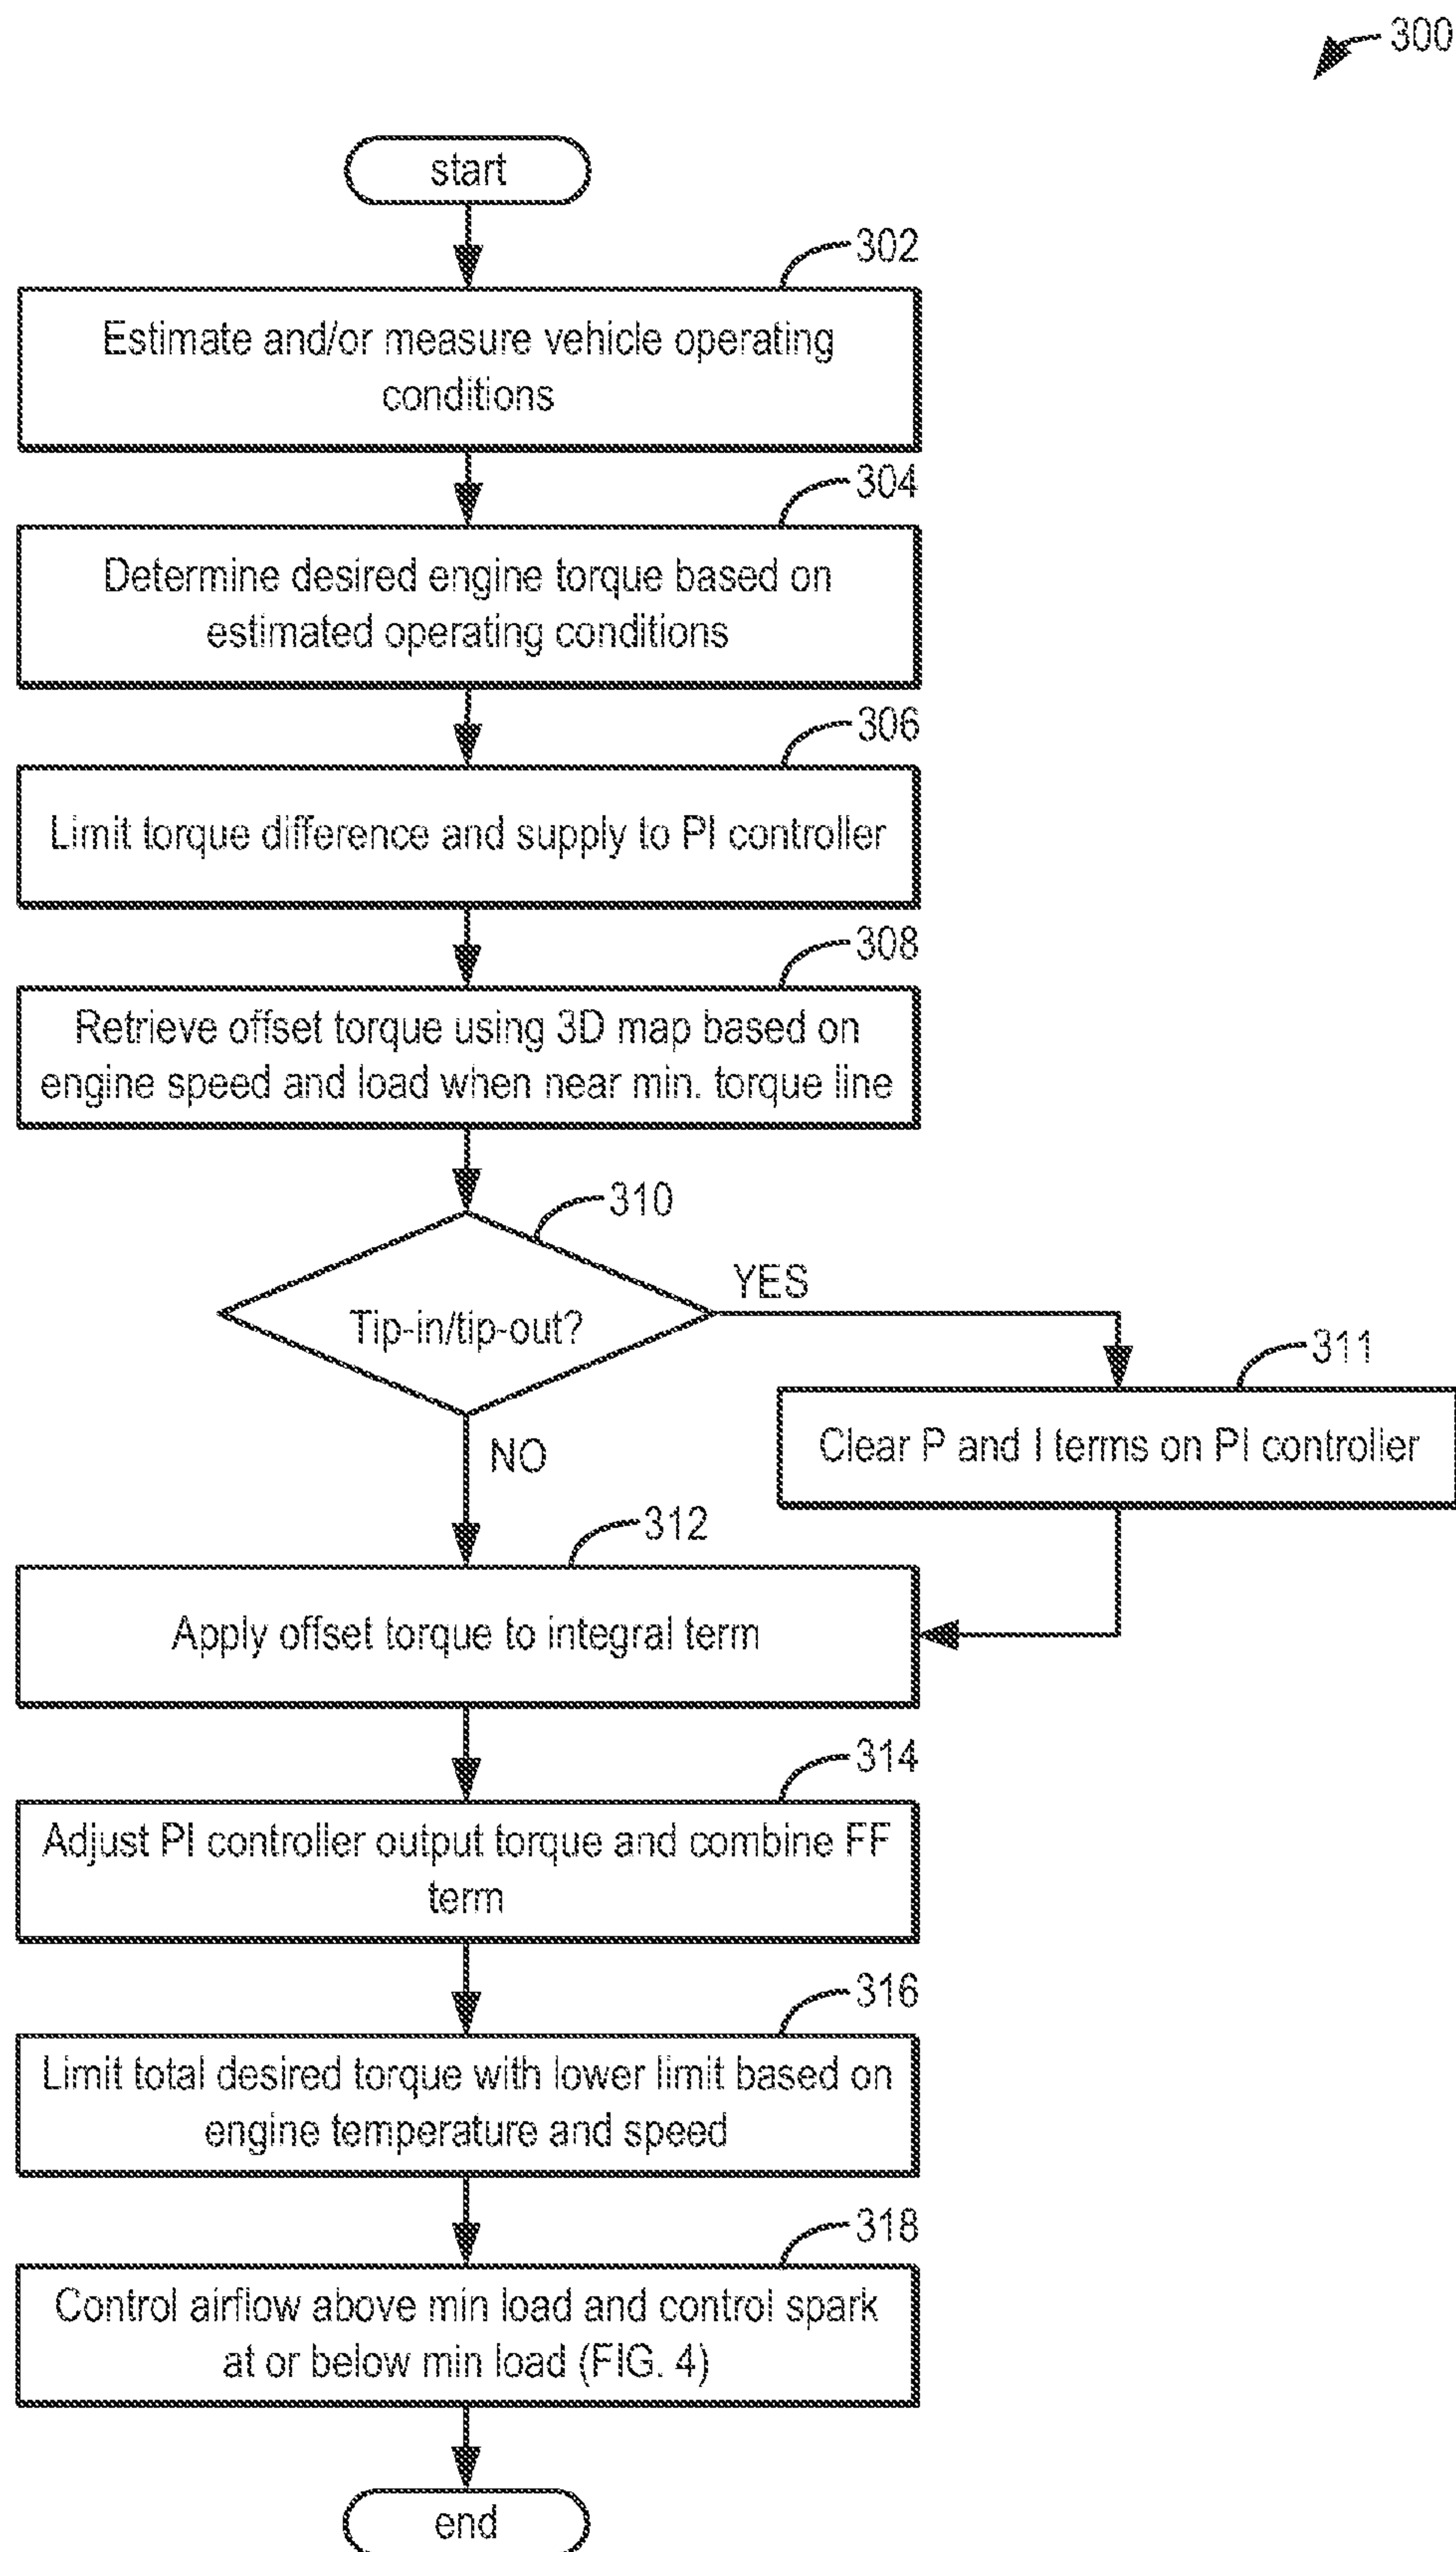 300
start
302
Estimate and/or measure vehicle operating
conditions
304
Determine desired engine torque based on
estimated operating conditions
306
Limit torque difference and supply to PI controller
308
Retrieve offset torque using 3D map based on
engine speed and load when near min. torque line
310
Tip-in/tip-out?
YES
311
Clear P and I terms on PI controller
NO
312
Apply offset torque to integral term
314
Adjust PI controller output torque and combine FF
term
316
Limit total desired torque with lower limit based on
engine temperature and speed
318
Control airflow above min load and control spark
at or below min load (FIG. 4)
end